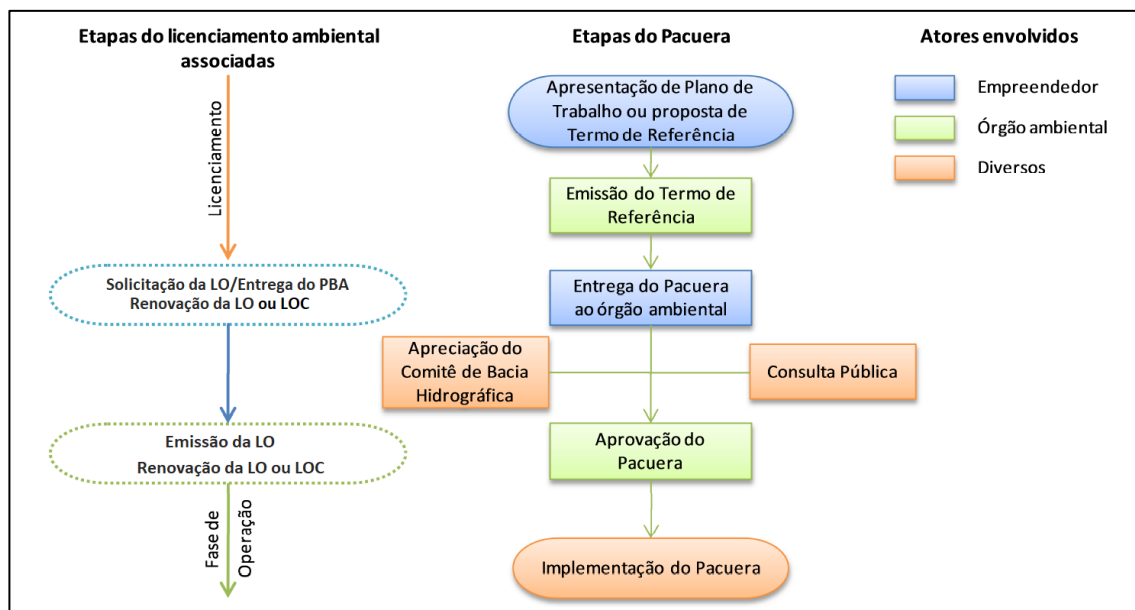 Etapas do licenciamento ambiental
associadas
Licenciamento
Solicitação da LO/Entrega do PBA
Renovação da LO ou LOC
Emissão da LO
Renovação da LO ou LOC
Fase de
Operação
Etapas do Pacuera
Apresentação de Plano de
Trabalho ou proposta de
Termo de Referência
Emissão do Termo de
Referência
Entrega do Pacuera
ao órgão ambiental
Apreciação do
Comitê de Bacia
Hidrográfica
Consulta Pública
Aprovação do
Pacuera
Implementação do Pacuera
Atores envolvidos
Empreendedor
Órgão ambiental
Diversos